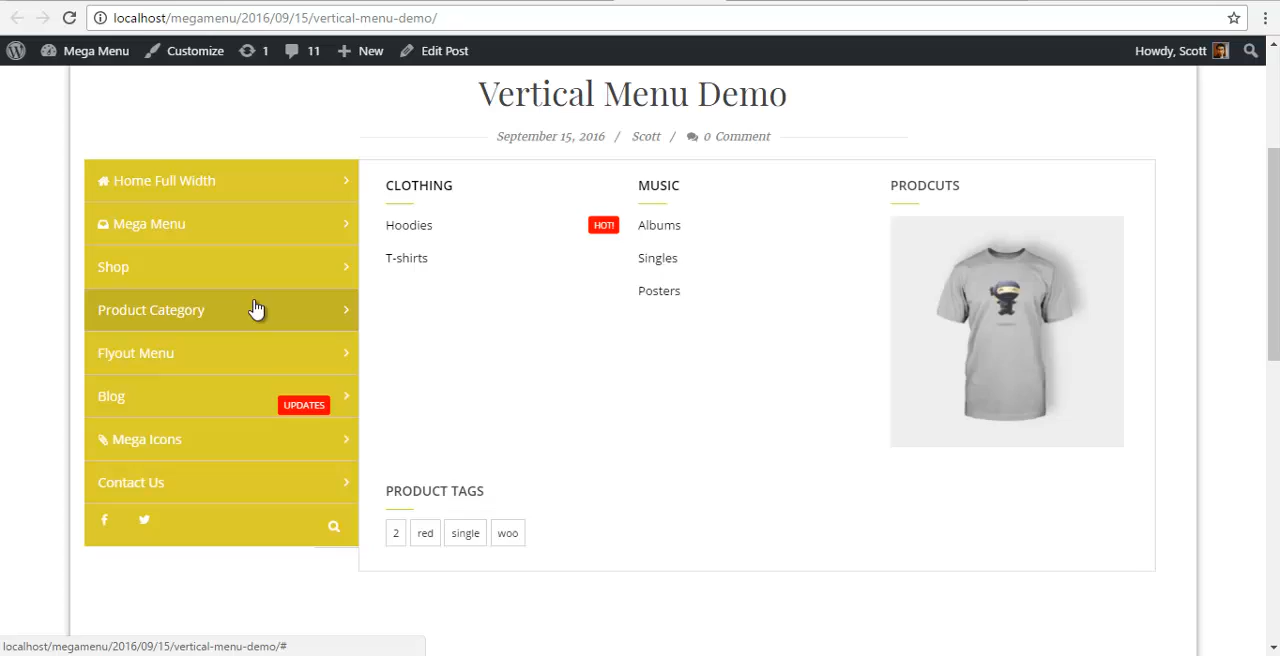 localhost/megamenu/2016/09/15/vertical-menu-demo/
Mega Menu Customize 1 11 New Edit Post Howdy, Scott
Vertical Menu Demo
September 15, 2016 / Scott / 0 Comment
Home Full Width
Mega Menu
Shop
Product Category
Flyout Menu
Blog
UPDATES
Mega Icons
Contact Us
CLOTHING
Hoodies HOT!
T-shirts
MUSIC
Albums
Singles
Posters
PRODCUTS
PRODUCT TAGS
2 red single woo
localhost/megamenu/2016/09/15/vertical-menu-demo/#